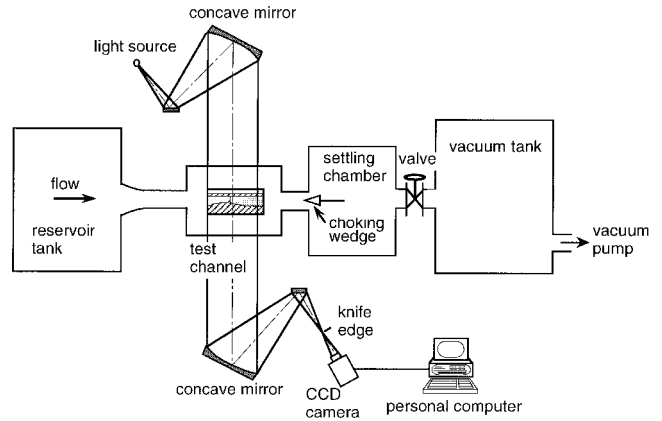 concave mirror
light source
settling
chamber
valve
vacuum tank
flow
reservoir
tank
choking
wedge
vacuum
pump
test
channel
knife
edge
concave mirror
CCD
camera
personal computer